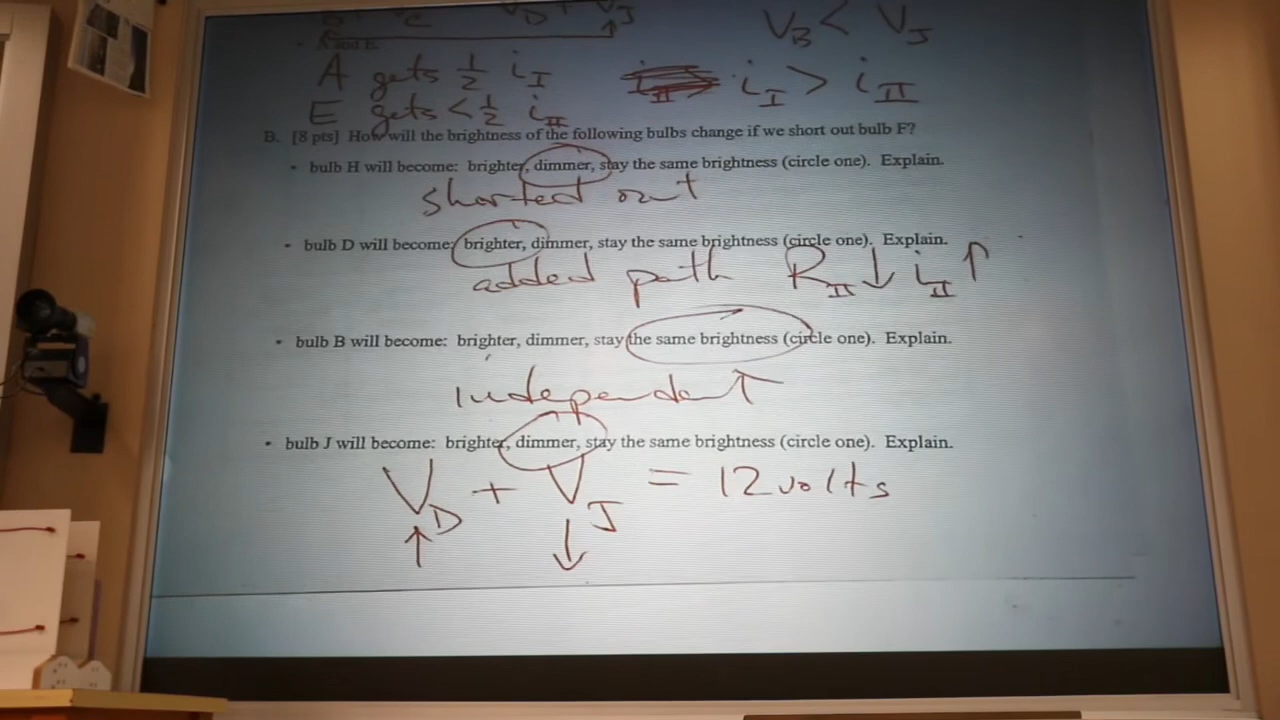 C V_D + V_J V_B < V_J
• A and E.
A gets ½ i_I i_I > i_II
E gets < ½ i_II
B. [8 pts] How will the brightness of the following bulbs change if we short out bulb F?
• bulb H will become: brighter, dimmer, stay the same brightness (circle one). Explain.
shorted out
• bulb D will become: brighter, dimmer, stay the same brightness (circle one). Explain.
added path R_II ↓ i_II ↑
• bulb B will become: brighter, dimmer, stay the same brightness (circle one). Explain.
independent
• bulb J will become: brighter, dimmer, stay the same brightness (circle one). Explain.
V_D + V_J = 12 volts
↑ ↓